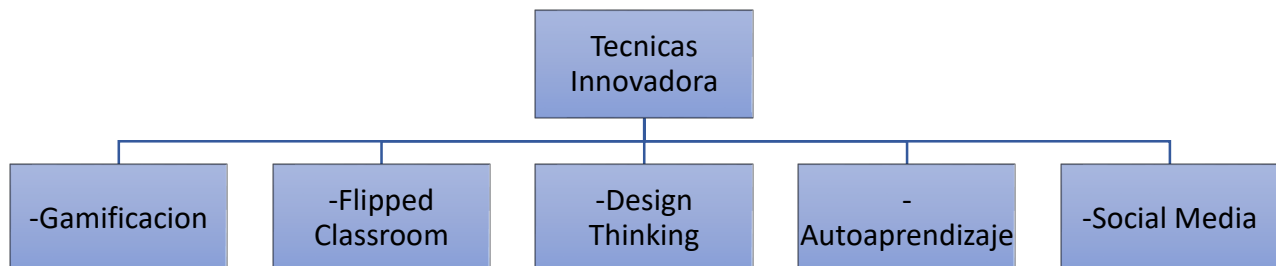 Tecnicas
Innovadora
-Gamificacion
-Flipped
Classroom
-Design
Thinking
-
Autoaprendizaje
-Social Media